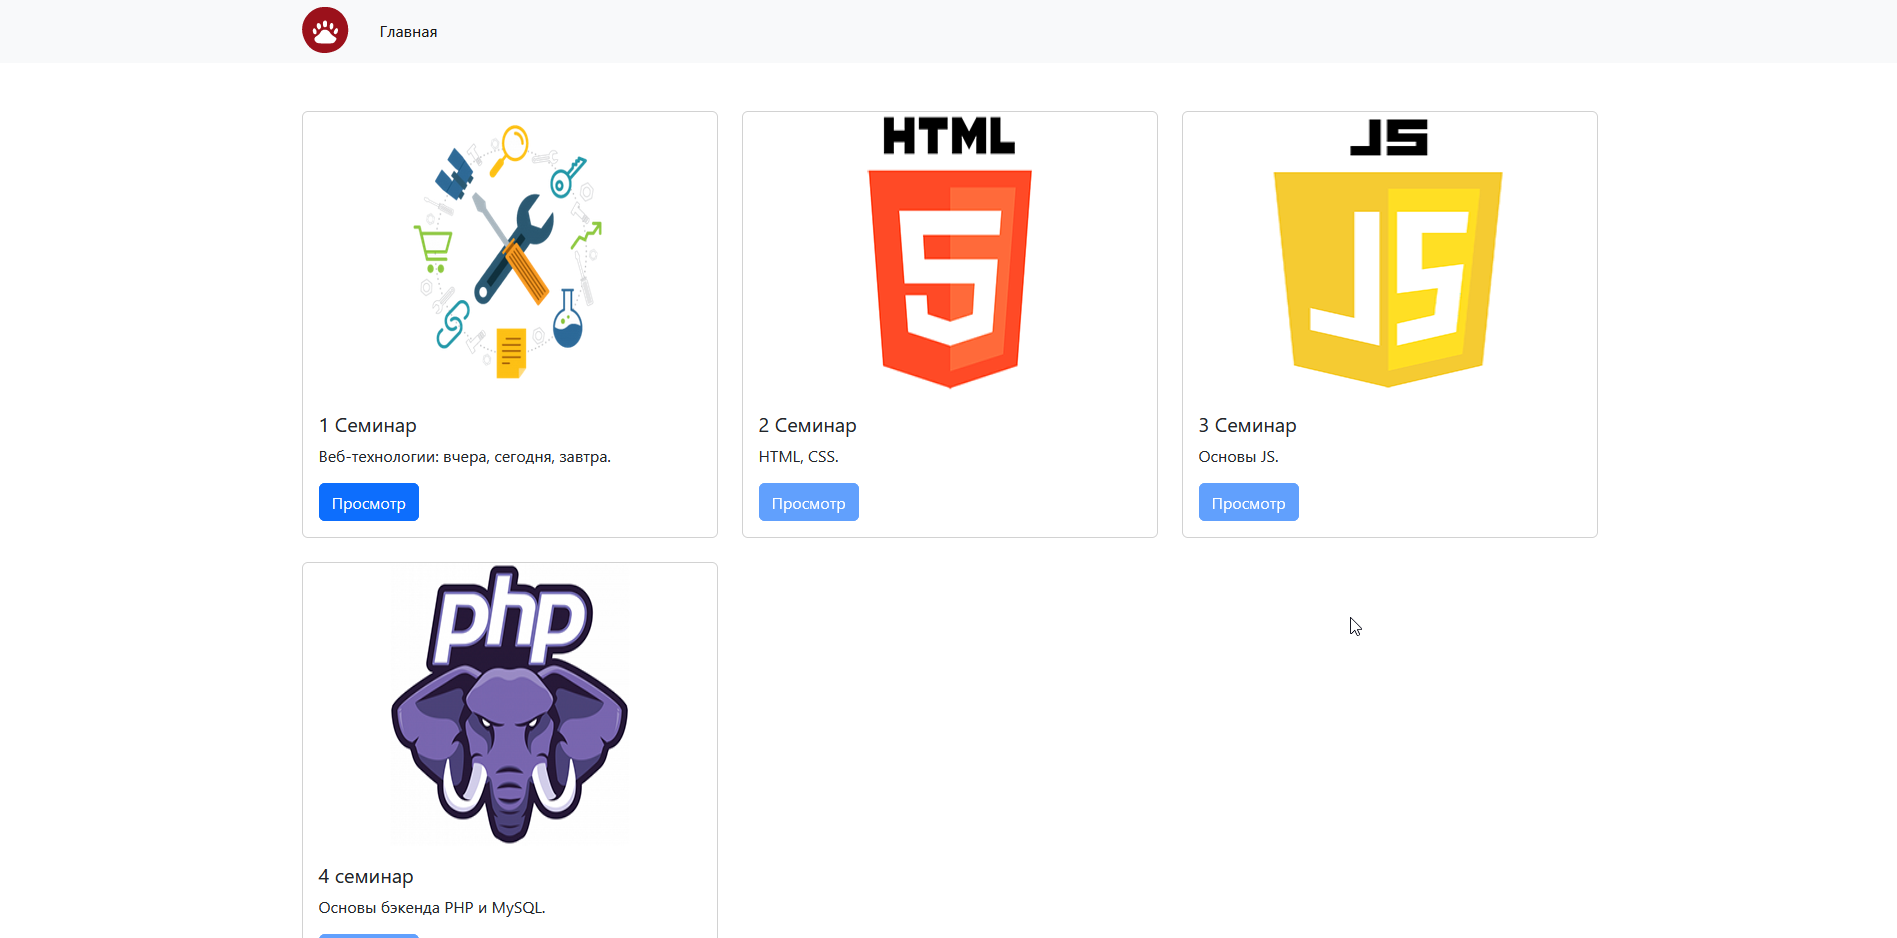 Главная
HTML
JS
JS
1 Семинар
Веб-технологии: вчера, сегодня, завтра.
Просмотр
2 Семинар
HTML, CSS.
Просмотр
3 Семинар
Основы JS.
Просмотр
php
4 семинар
Основы бэкенда PHP и MySQL.